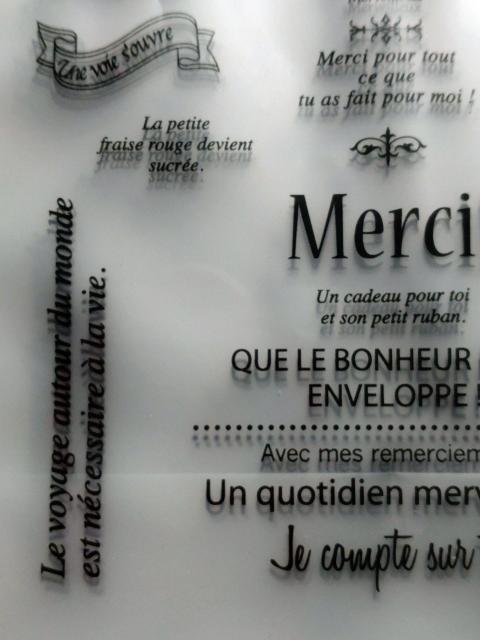 Une voie s'ouvre
Merci pour tout
ce que
tu as fait pour moi !
La petite
fraise rouge devient
sucrée.
Merci
Un cadeau pour toi
et son petit ruban.
QUE LE BONHEUR
ENVELOPPE !
Avec mes remerciem
Un quotidien merv
Je compte sur
Le voyage autour du monde
est nécessaire à la vie.